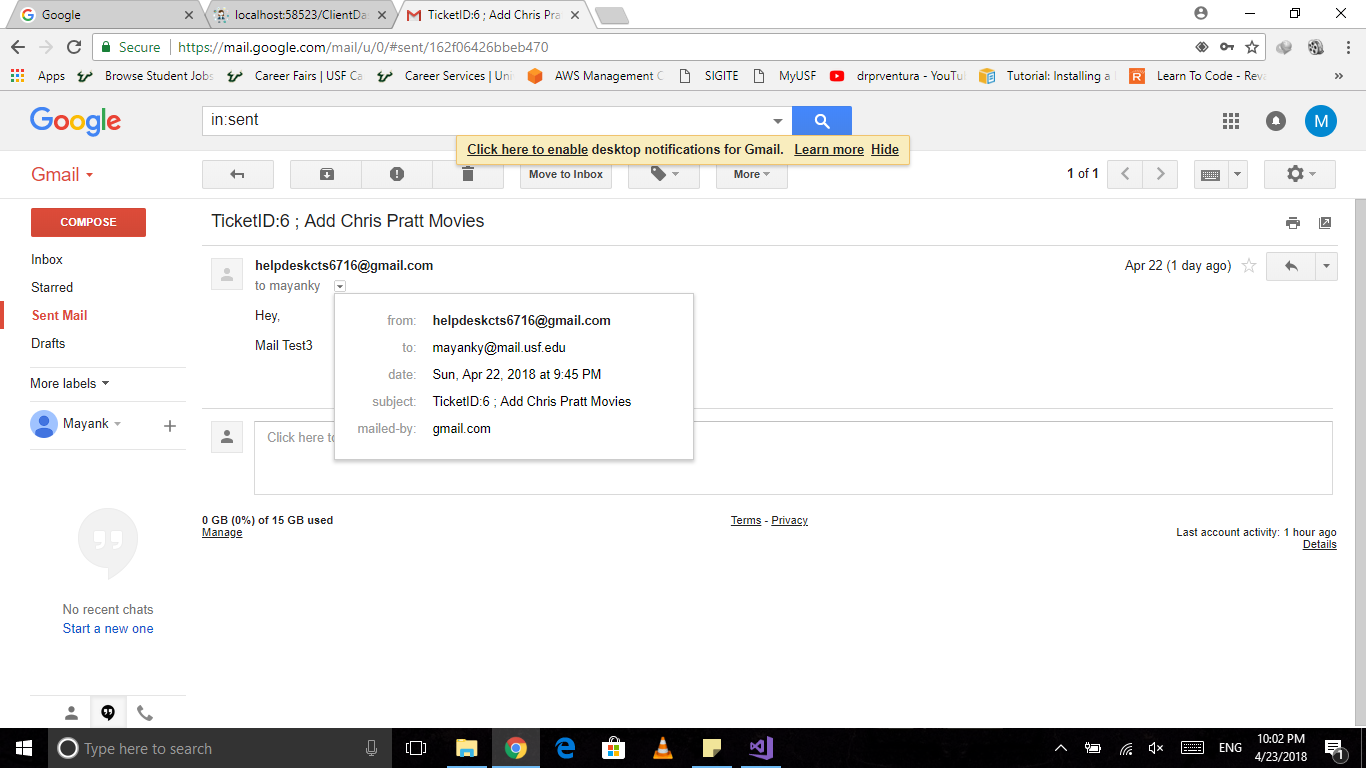 Google
localhost:58523/ClientDas
TicketID:6 ; Add Chris Pra
Secure
https://mail.google.com/mail/u/0/#sent/162f06426bbeb470
Apps
Browse Student Jobs
Career Fairs | USF Ca
Career Services | Uni
AWS Management C
SIGITE
MyUSF
drprventura - YouTu
Tutorial: Installing a
Learn To Code - Reva
»
Google
in:sent
M
Click here to enable desktop notifications for Gmail. Learn more Hide
Gmail
Move to Inbox
More
1 of 1
COMPOSE
Inbox
Starred
Sent Mail
Drafts
More labels
Mayank
+
No recent chats
Start a new one
TicketID:6 ; Add Chris Pratt Movies
helpdeskcts6716@gmail.com
Apr 22 (1 day ago)
to mayanky
Hey,
Mail Test3
from: helpdeskcts6716@gmail.com
to: mayanky@mail.usf.edu
date: Sun, Apr 22, 2018 at 9:45 PM
subject: TicketID:6 ; Add Chris Pratt Movies
mailed-by: gmail.com
Click here to
0 GB (0%) of 15 GB used
Manage
Terms - Privacy
Last account activity: 1 hour ago
Details
Type here to search
ENG
10:02 PM
4/23/2018
1